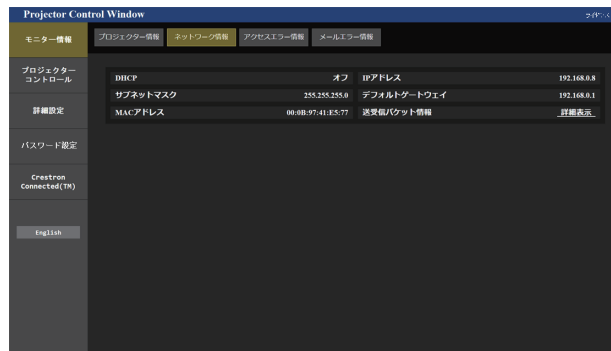 Projector Control Window
モニター情報
プロジェクター情報
ネットワーク情報
アクセスエラー情報
メールエラー情報
プロジェクター
コントロール
詳細設定
パスワード設定
Crestron
Connected(TM)
English
DHCP オフ IPアドレス 192.168.0.8
サブネットマスク 255.255.255.0 デフォルトゲートウェイ 192.168.0.1
MACアドレス 00:0B:97:41:E5:77 送受信パケット情報 詳細表示